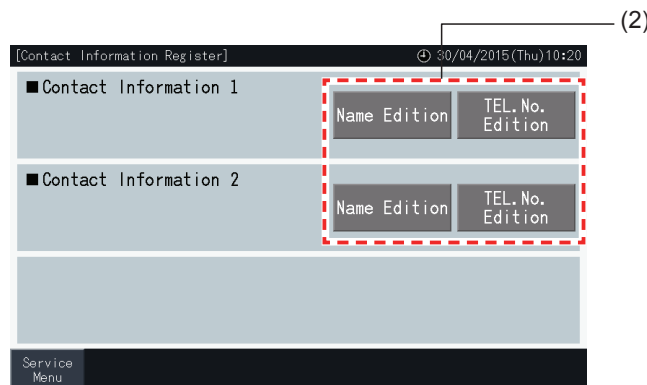 (2)
[Contact Information Register] 30/04/2015(Thu)10:20
■Contact Information 1
Name Edition
TEL.No.
Edition
■Contact Information 2
Name Edition
TEL.No.
Edition
Service
Menu